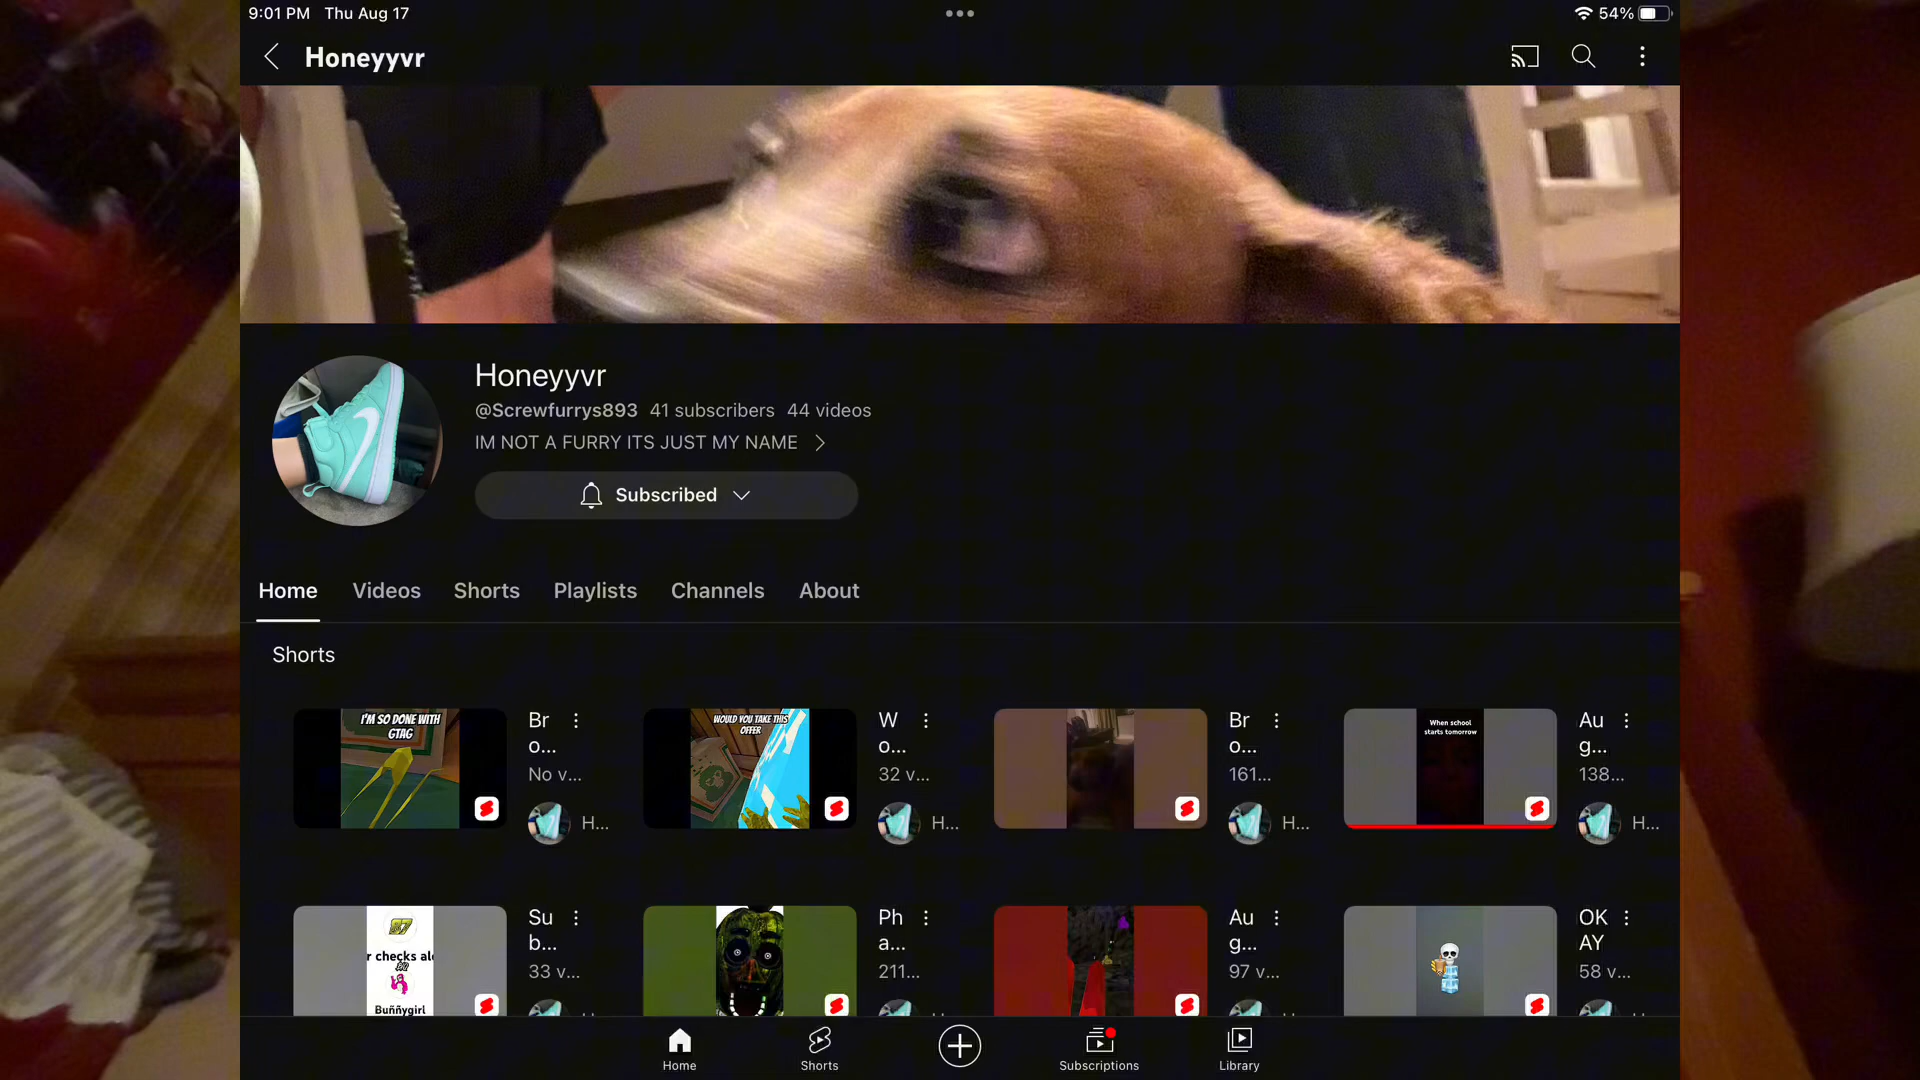 9:01 PM Thu Aug 17
54%
Honeyyvr
Honeyyvr
@Screwfurrys893 41 subscribers 44 videos
IM NOT A FURRY ITS JUST MY NAME
Subscribed
Home Videos Shorts Playlists Channels About
Shorts
I'M SO DONE WITH
GTAG
Br
o...
No v...
H...
WOULD YOU TAKE THIS
OFFER
W
o...
32 v...
H...
Br
o...
161...
H...
When school
starts tomorrow
Au
g...
138...
H...
r checks al
Buññygirl
Su
b...
33 v...
Ph
a...
211...
Au
g...
97 v...
OK
AY
58 v...
Home Shorts Subscriptions Library